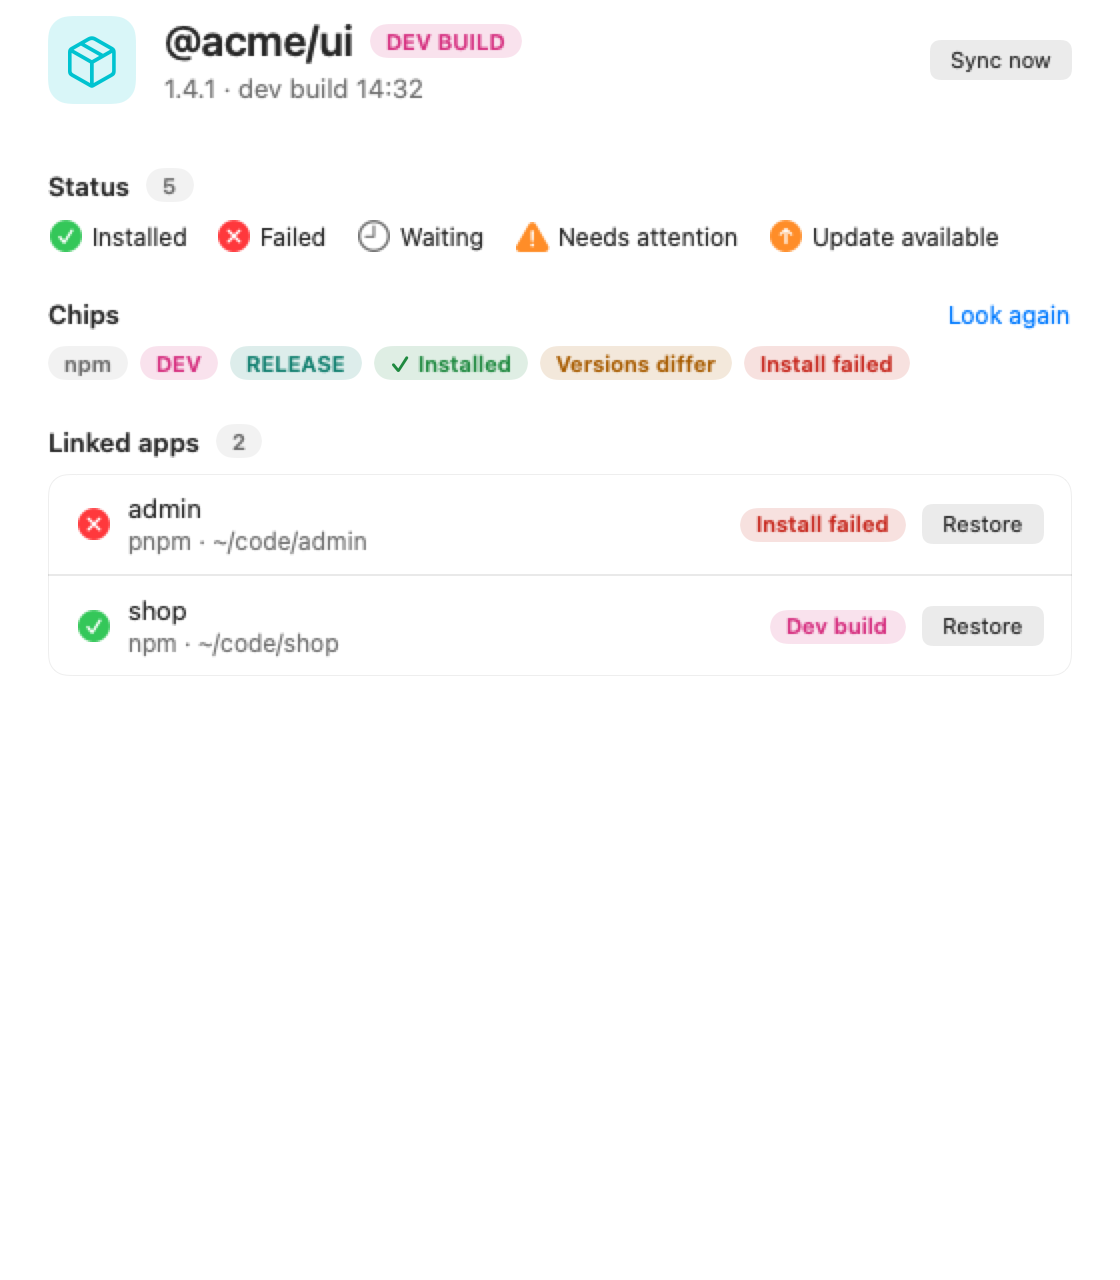 @acme/ui DEV BUILD
1.4.1 · dev build 14:32
Sync now
Status 5
Installed Failed Waiting Needs attention Update available
Chips Look again
npm DEV RELEASE ✓ Installed Versions differ Install failed
Linked apps 2
admin
pnpm · ~/code/admin
Install failed Restore
shop
npm · ~/code/shop
Dev build Restore